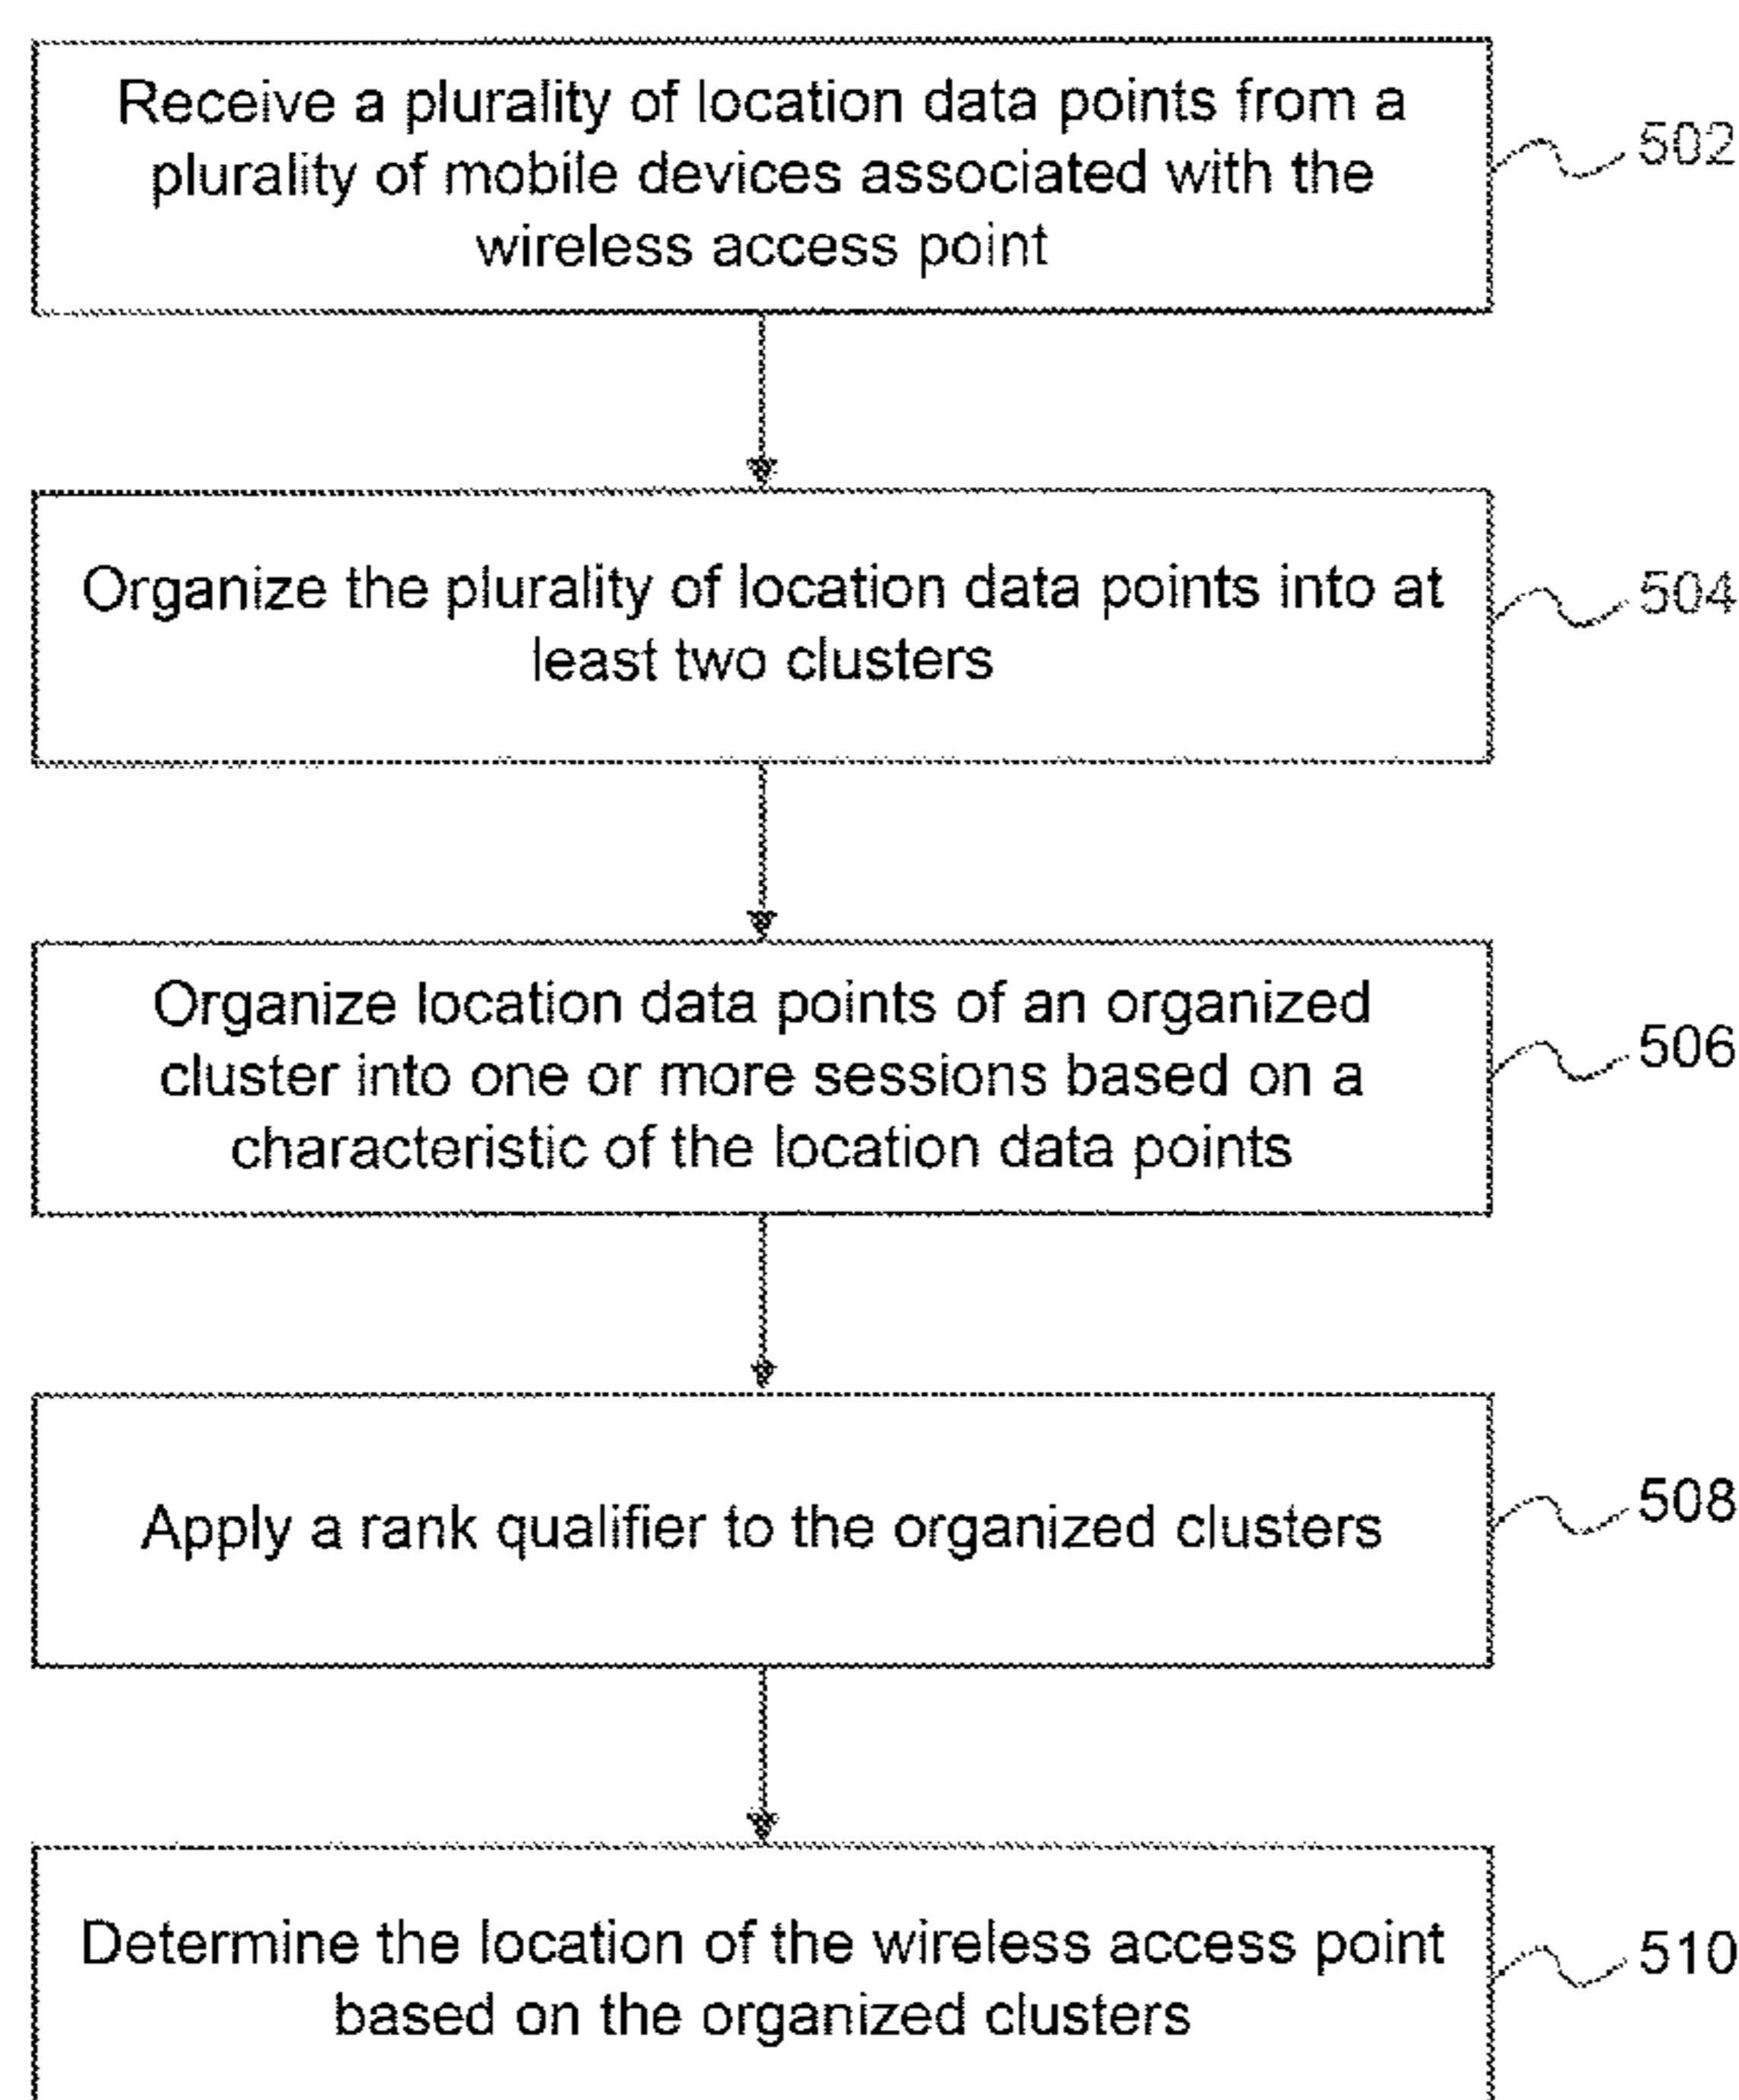 Receive a plurality of location data points from a
plurality of mobile devices associated with the
wireless access point
502
Organize the plurality of location data points into at
least two clusters
504
Organize location data points of an organized
cluster into one or more sessions based on a
characteristic of the location data points
506
Apply a rank qualifier to the organized clusters
508
Determine the location of the wireless access point
based on the organized clusters
510